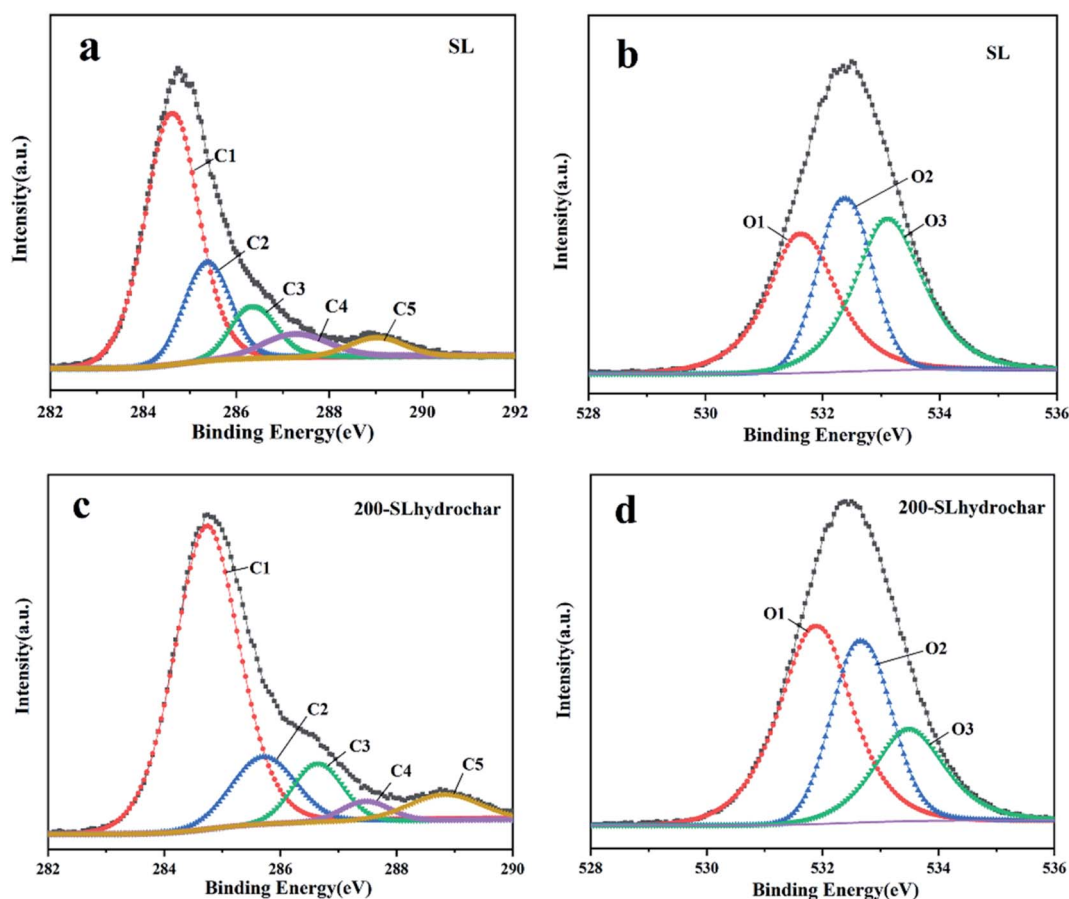 a
SL
C1
C2
C3
C4
C5
Intensity(a.u.)
282 284 286 288 290 292
Binding Energy(eV)
b
SL
O1
O2
O3
Intensity(a.u.)
528 530 532 534 536
Binding Energy(eV)
c
200-SLhydrochar
C1
C2
C3
C4
C5
Intensity(a.u.)
282 284 286 288 290
Binding Energy(eV)
d
200-SLhydrochar
O1
O2
O3
Intensity(a.u.)
528 530 532 534 536
Binding Energy(eV)